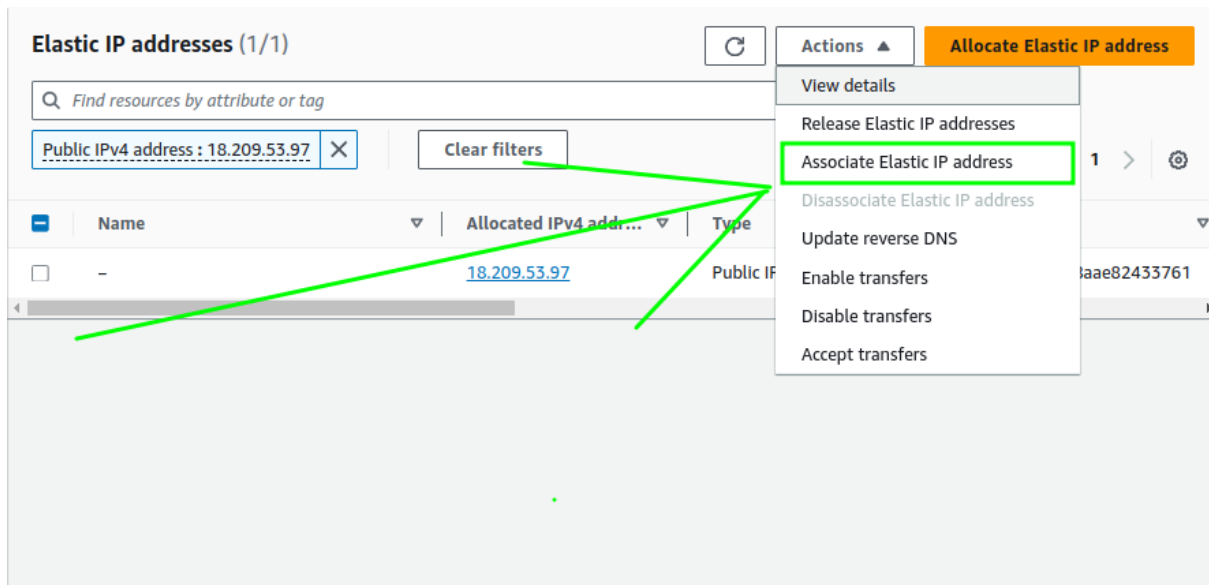 Elastic IP addresses (1/1)
Actions
Allocate Elastic IP address
Find resources by attribute or tag
View details
Release Elastic IP addresses
Public IPv4 address : 18.209.53.97
Clear filters
Associate Elastic IP address
1
Disassociate Elastic IP address
Name
Allocated IPv4 addr...
Type
Update reverse DNS
–
18.209.53.97
Public IP
Enable transfers
8aae82433761
Disable transfers
Accept transfers